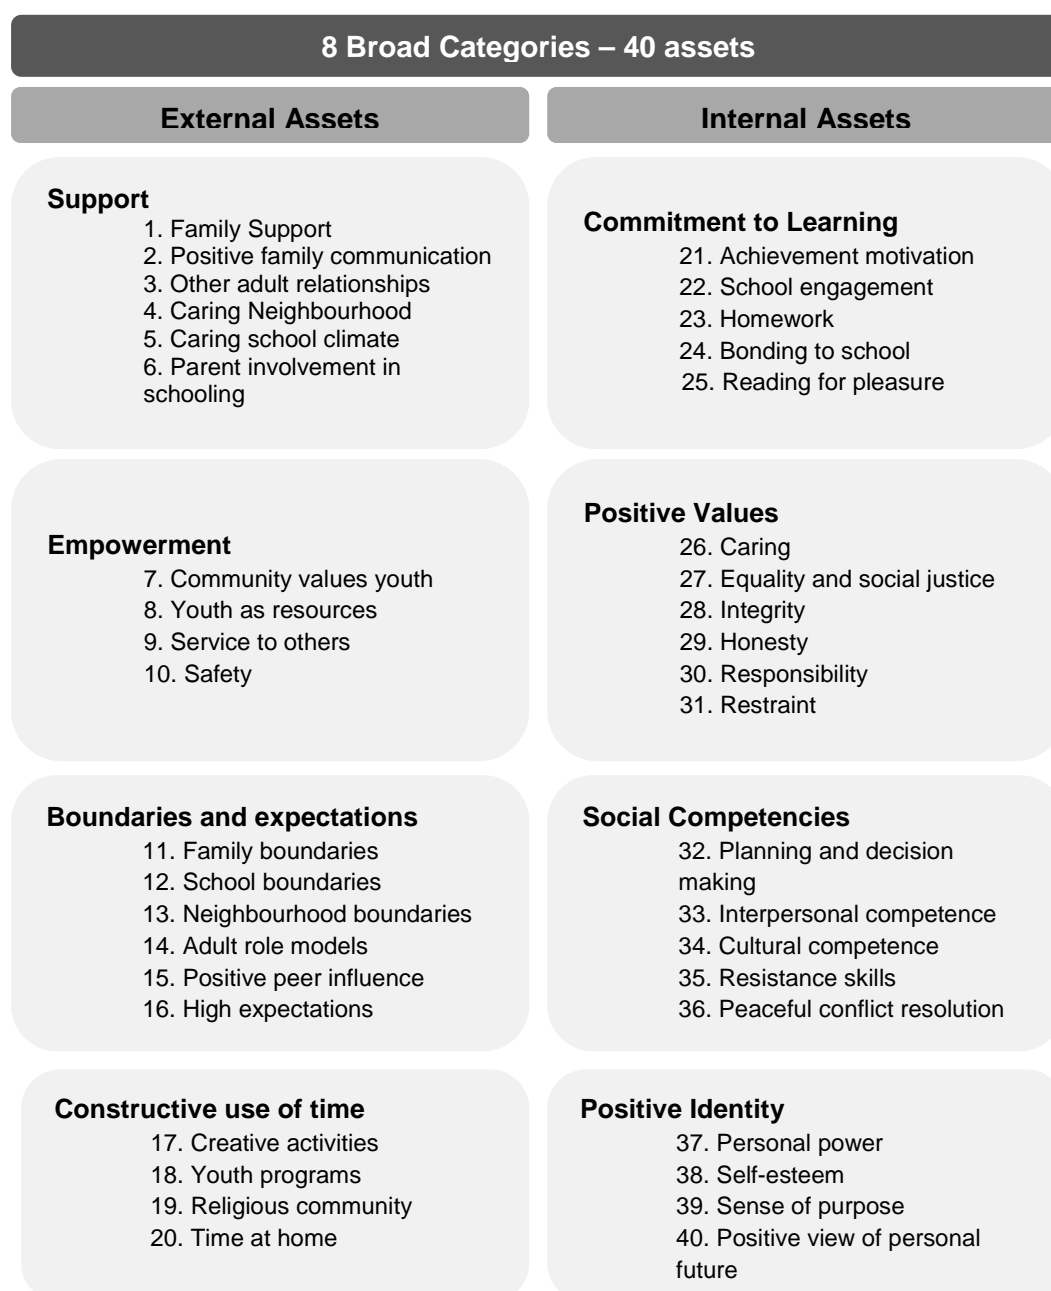 8 Broad Categories – 40 assets
External Assets
Support
1. Family Support
2. Positive family communication
3. Other adult relationships
4. Caring Neighbourhood
5. Caring school climate
6. Parent involvement in
schooling
Empowerment
7. Community values youth
8. Youth as resources
9. Service to others
10. Safety
Boundaries and expectations
11. Family boundaries
12. School boundaries
13. Neighbourhood boundaries
14. Adult role models
15. Positive peer influence
16. High expectations
Constructive use of time
17. Creative activities
18. Youth programs
19. Religious community
20. Time at home
Internal Assets
Commitment to Learning
21. Achievement motivation
22. School engagement
23. Homework
24. Bonding to school
25. Reading for pleasure
Positive Values
26. Caring
27. Equality and social justice
28. Integrity
29. Honesty
30. Responsibility
31. Restraint
Social Competencies
32. Planning and decision
making
33. Interpersonal competence
34. Cultural competence
35. Resistance skills
36. Peaceful conflict resolution
Positive Identity
37. Personal power
38. Self-esteem
39. Sense of purpose
40. Positive view of personal
future